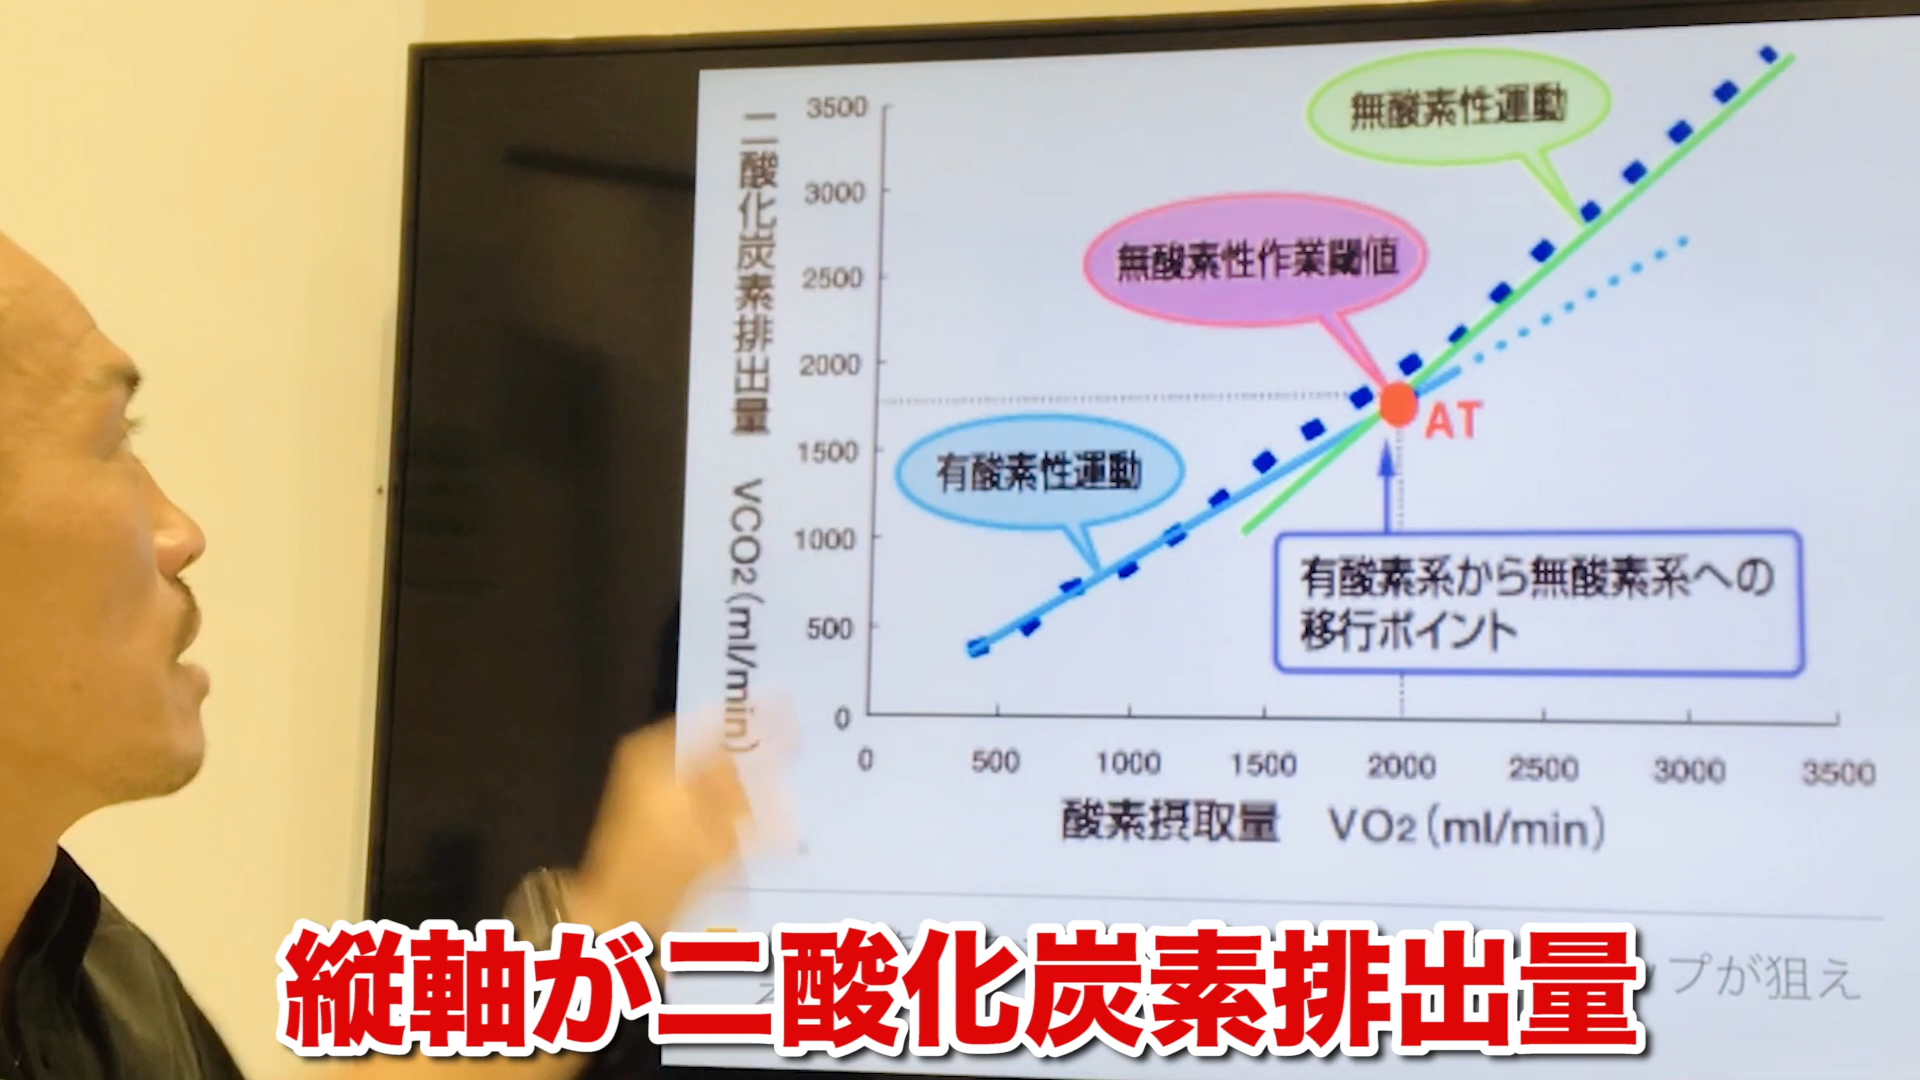 二酸化炭素排出量 VCO2(ml/min)
3500
3000
2500
2000
1500
1000
500
0
無酸素性運動
無酸素性作業閾値
AT
有酸素性運動
有酸素系から無酸素系への
移行ポイント
0 500 1000 1500 2000 2500 3000 3500
酸素摂取量 VO2(ml/min)
ップが狙え
縦軸が二酸化炭素排出量